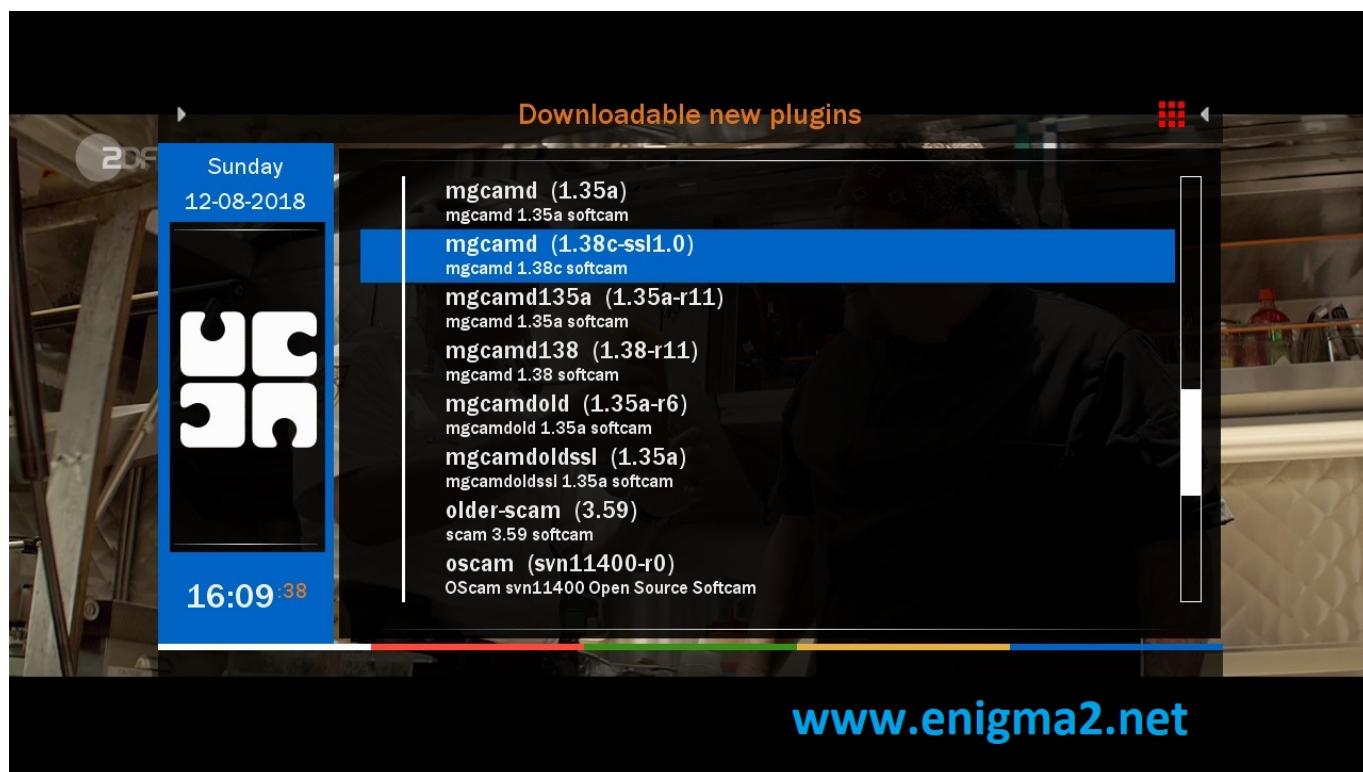 Downloadable new plugins
2DF
Sunday
12-08-2018
16:09:38
mgcamd (1.35a)
mgcamd 1.35a softcam
mgcamd (1.38c-ssl1.0)
mgcamd 1.38c softcam
mgcamd135a (1.35a-r11)
mgcamd 1.35a softcam
mgcamd138 (1.38-r11)
mgcamd 1.38 softcam
mgcamdold (1.35a-r6)
mgcamdold 1.35a softcam
mgcamdoldssl (1.35a)
mgcamdoldssl 1.35a softcam
older-scam (3.59)
scam 3.59 softcam
oscam (svn11400-r0)
OScam svn11400 Open Source Softcam
www.enigma2.net